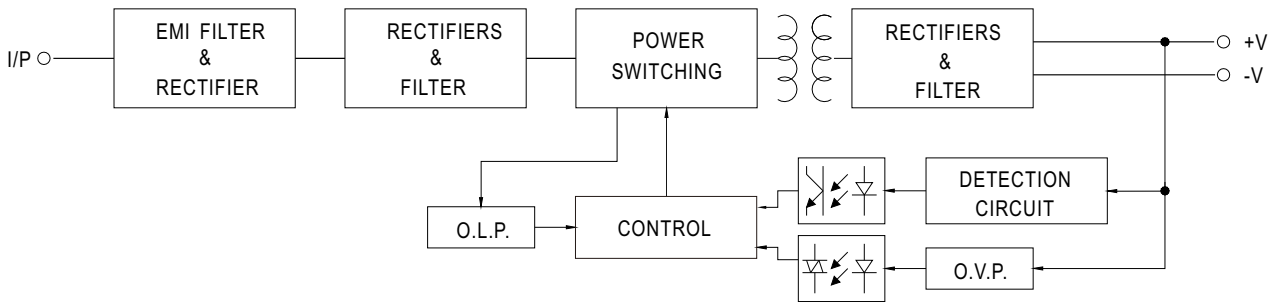 I/P
EMI FILTER
&
RECTIFIER
RECTIFIERS
&
FILTER
POWER
SWITCHING
RECTIFIERS
&
FILTER
+V
-V
O.L.P.
CONTROL
DETECTION
CIRCUIT
O.V.P.